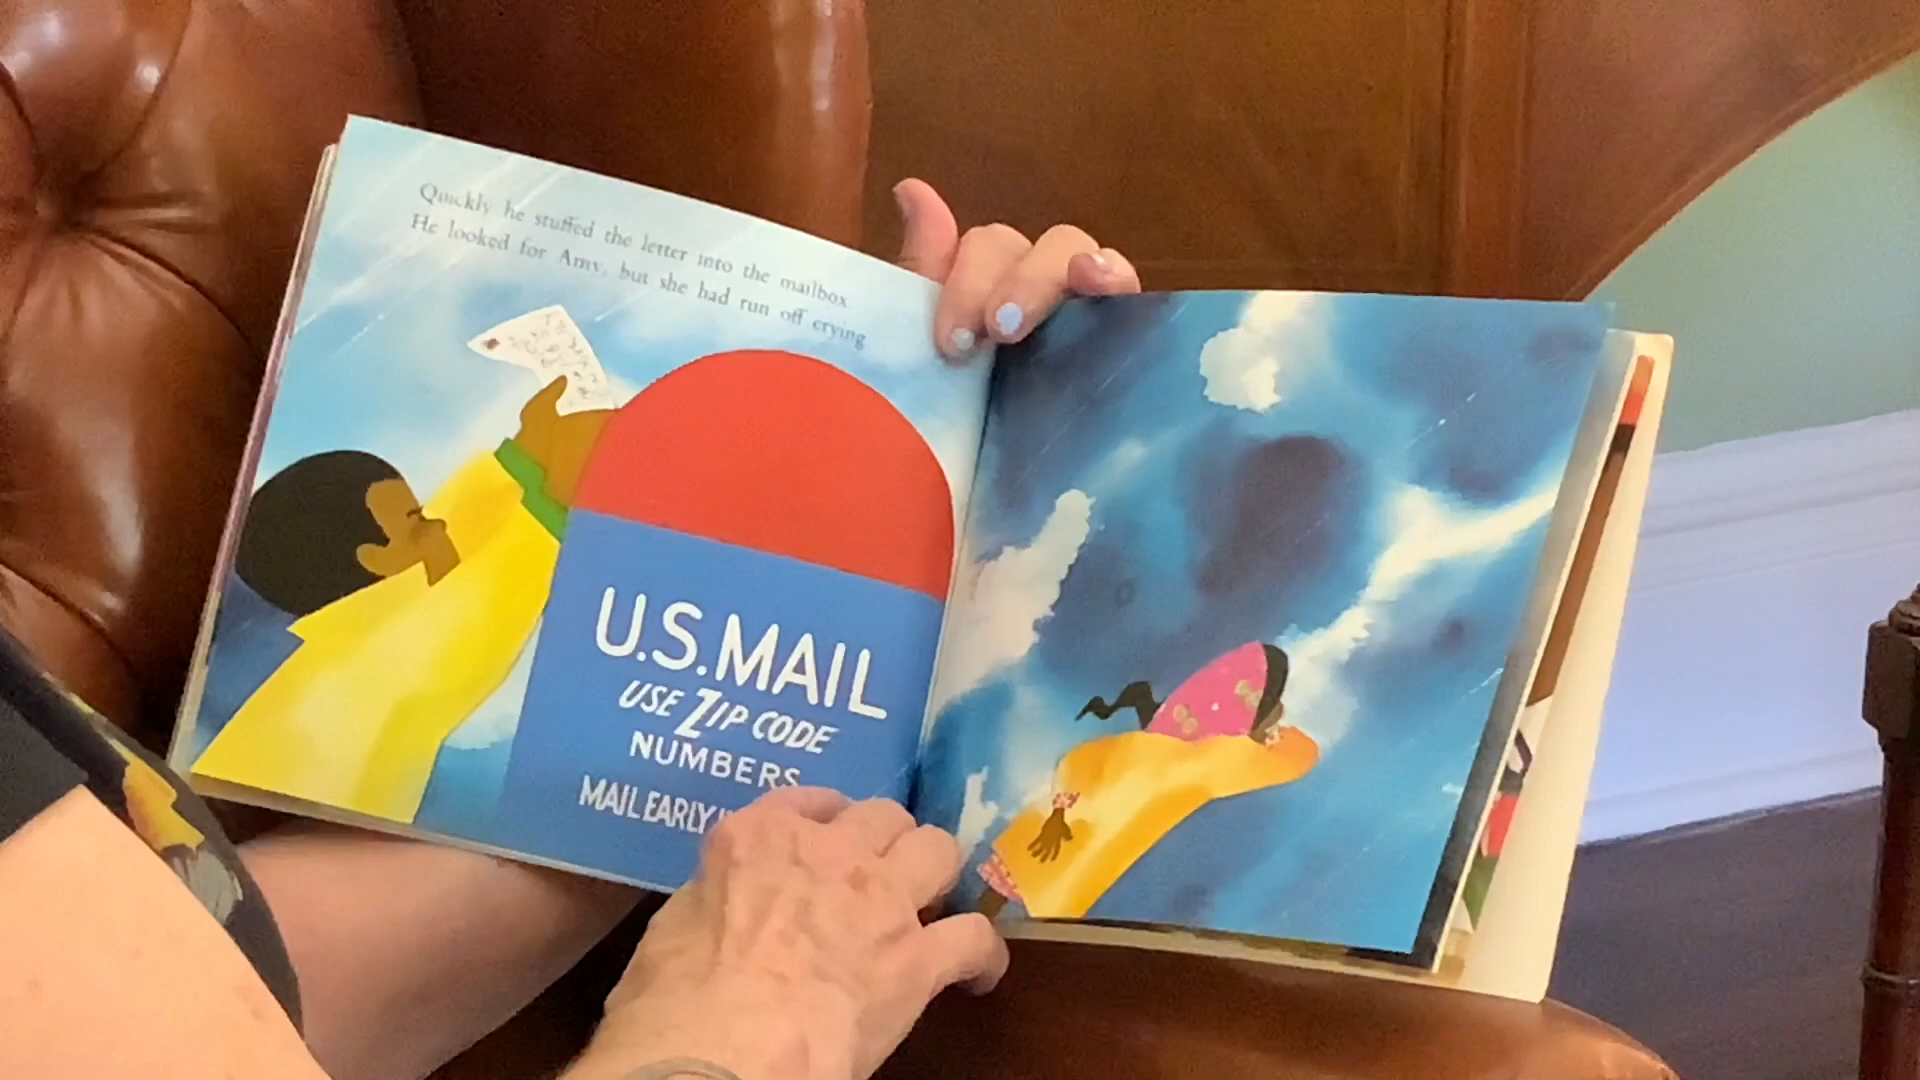 Quickly he stuffed the letter into the mailbox
He looked for Amy, but she had run off crying
U.S.MAIL
USE ZIP CODE
NUMBERS
MAIL EARLY